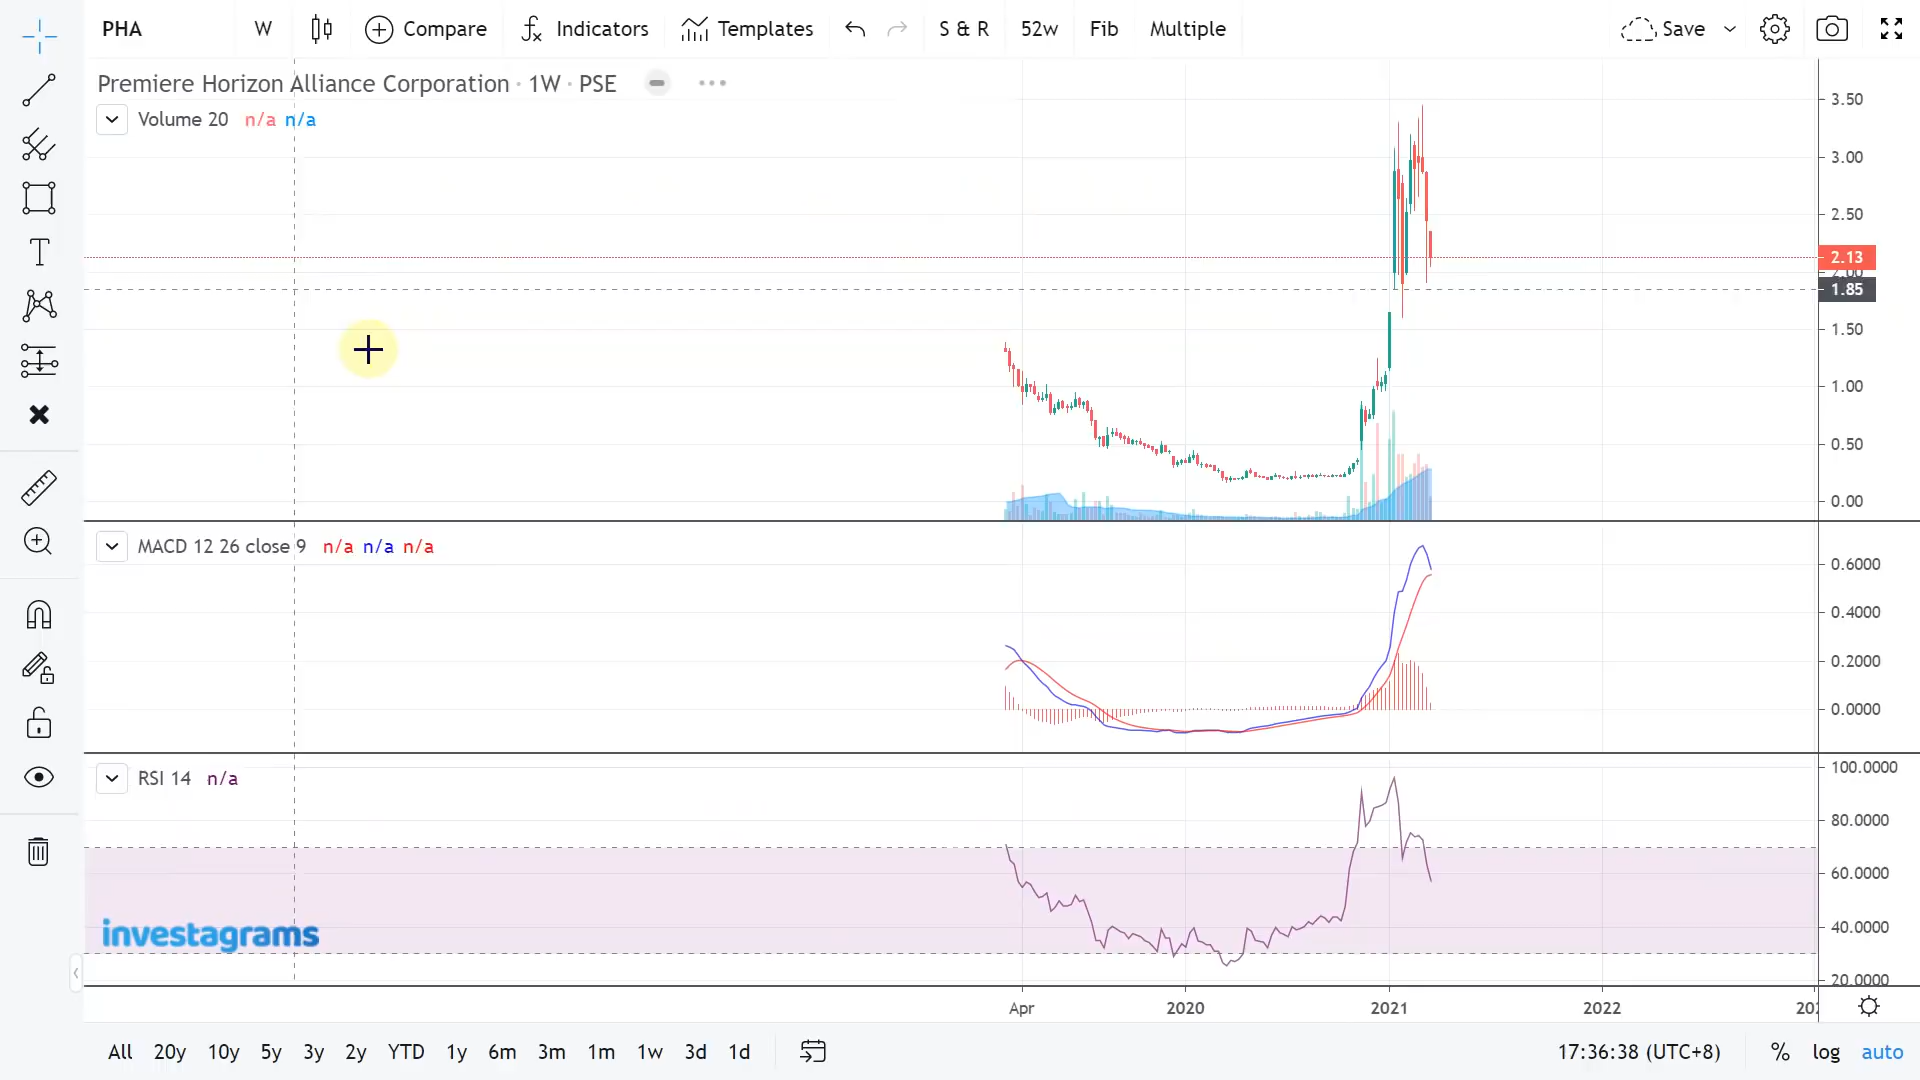 PHA W Compare Indicators Templates S & R 52w Fib Multiple Save
Premiere Horizon Alliance Corporation · 1W · PSE
Volume 20 n/a n/a
3.50
3.00
2.50
2.13
2.00
1.85
1.50
1.00
0.50
0.00
MACD 12 26 close 9 n/a n/a n/a
0.6000
0.4000
0.2000
0.0000
RSI 14 n/a
100.0000
80.0000
60.0000
40.0000
20.0000
investagrams
Apr 2020 2021 2022
All 20y 10y 5y 3y 2y YTD 1y 6m 3m 1m 1w 3d 1d 17:36:38 (UTC+8) % log auto